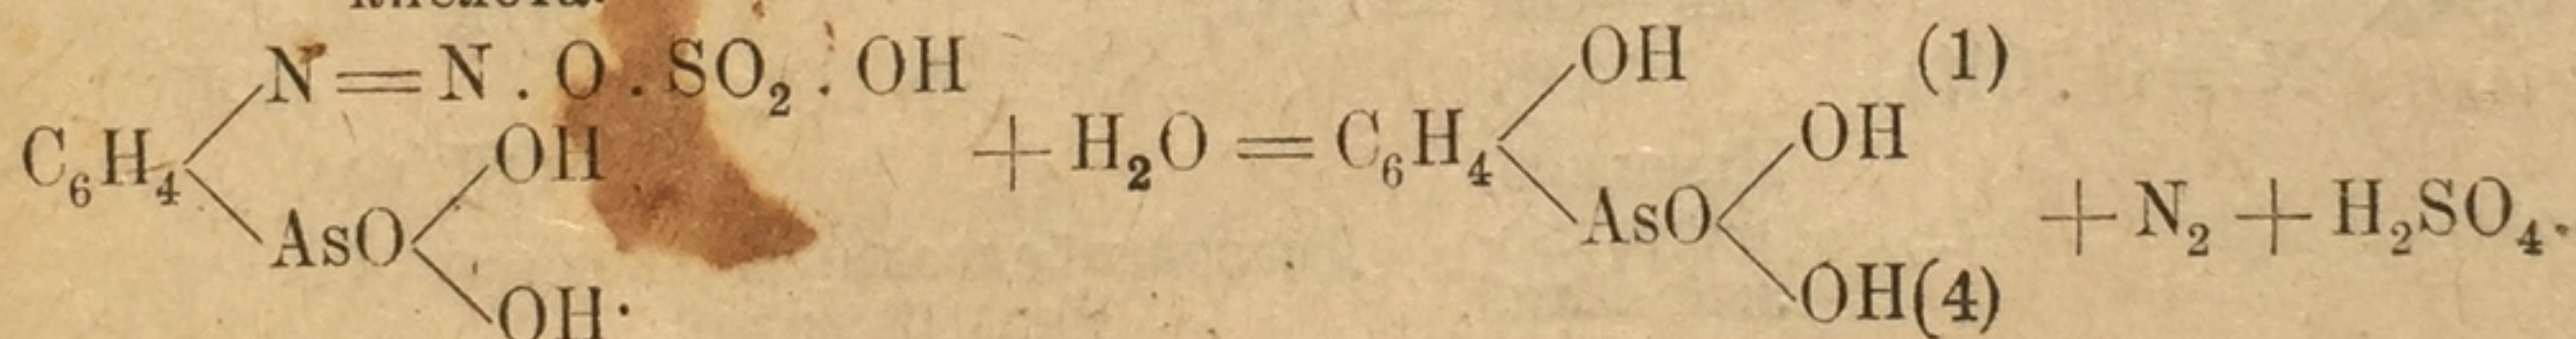 N=N.O.SO₂.OH OH (1)
C₆H₄ OH +H₂O=C₆H₄ OH
AsO AsO +N₂+H₂SO₄.
OH. OH(4)